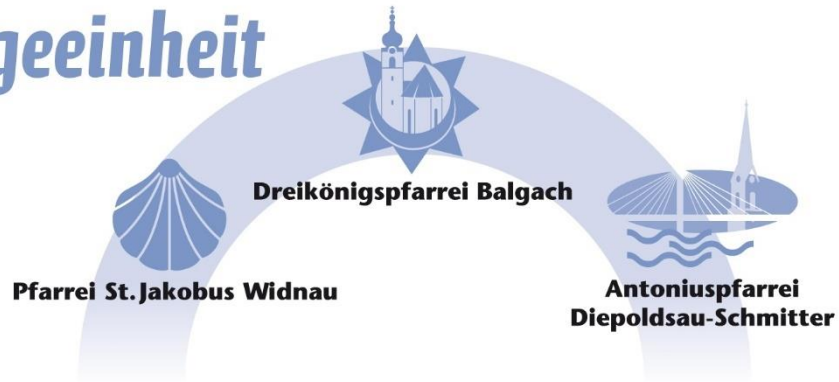 geeinheit
Dreikönigspfarrei Balgach
Pfarrei St. Jakobus Widnau
Antoniuspfarrei
Diepoldsau-Schmitter